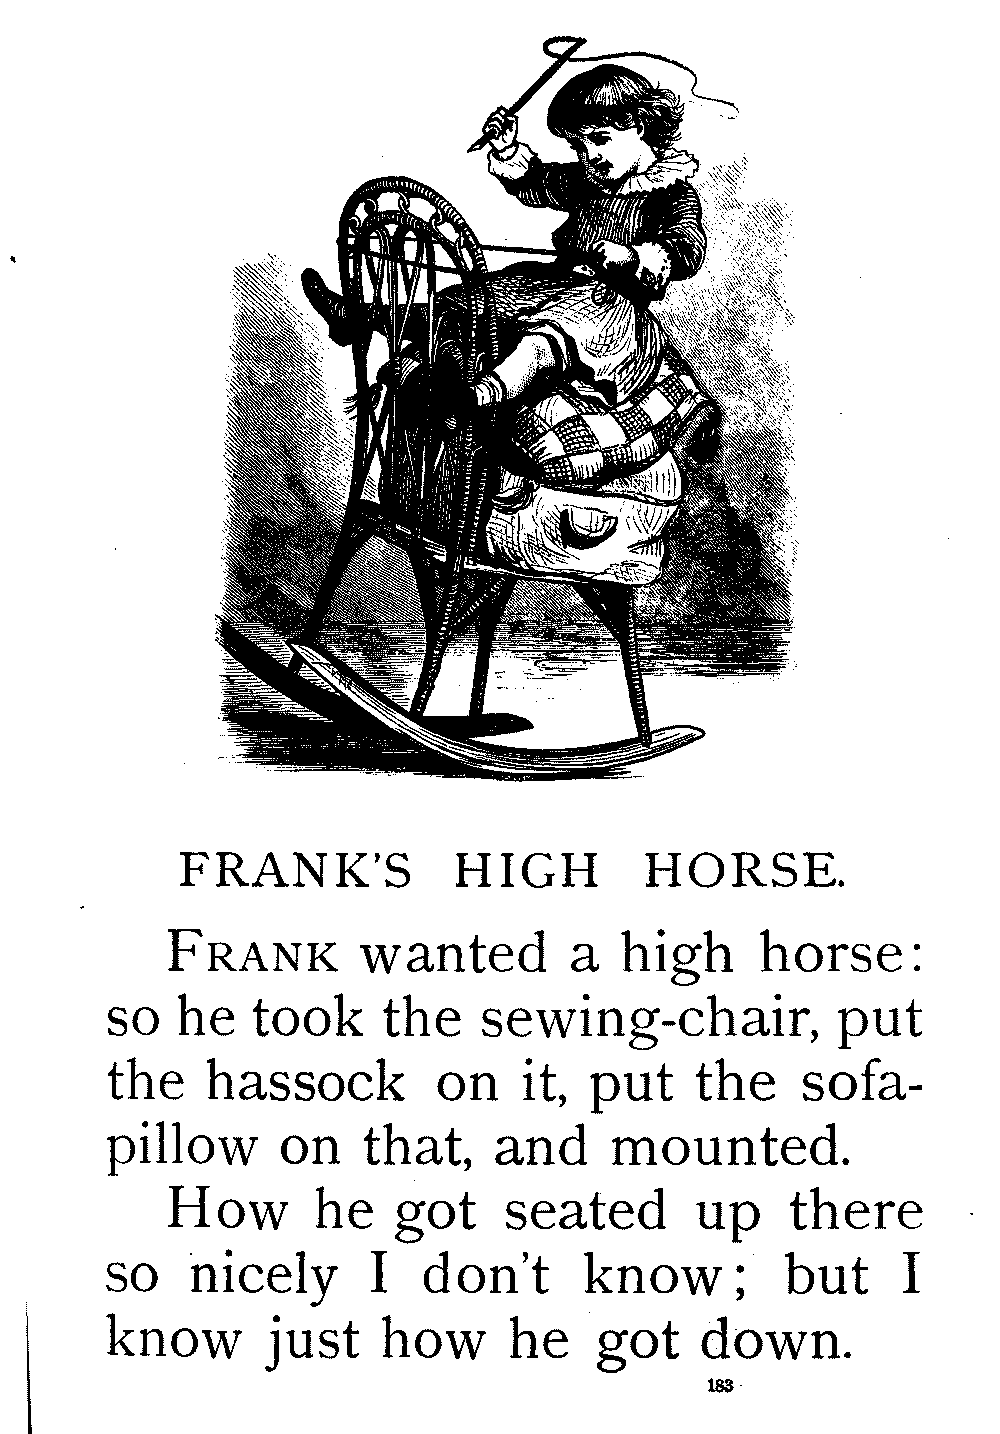 FRANK'S HIGH HORSE.
FRANK wanted a high horse:
so he took the sewing-chair, put
the hassock on it, put the sofa-
pillow on that, and mounted.
How he got seated up there
so nicely I don't know; but I
know just how he got down.
183